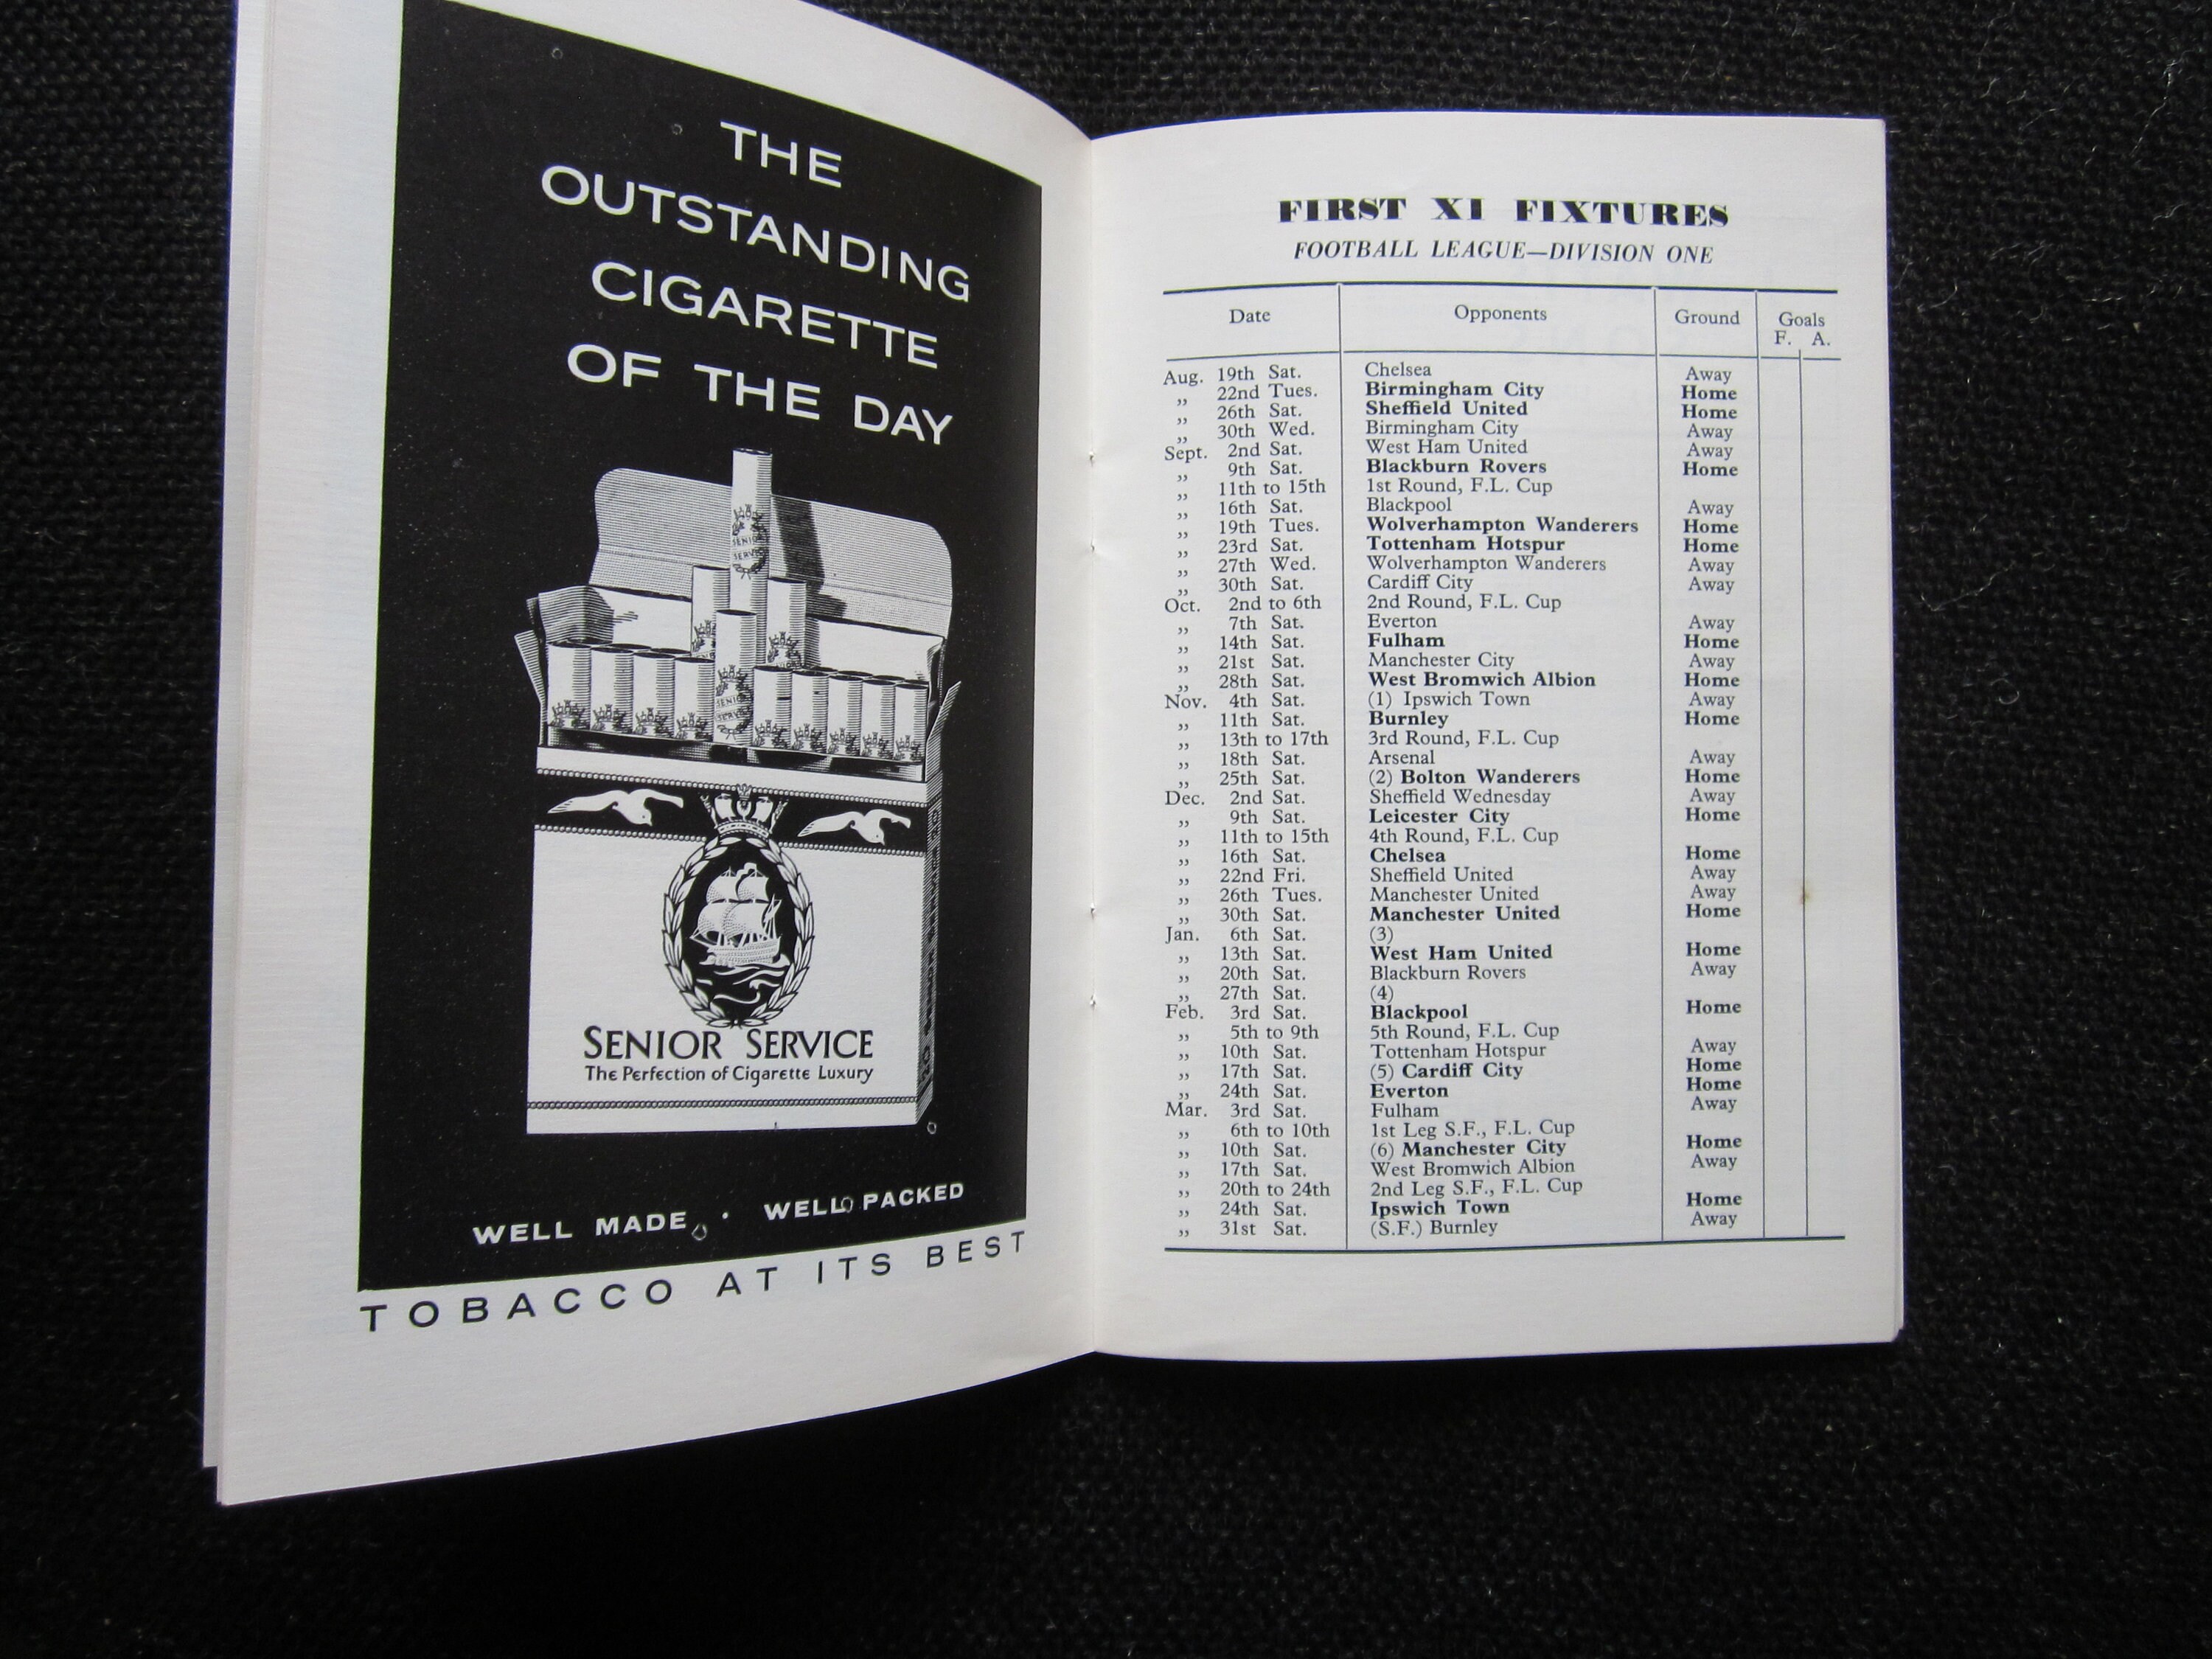 THE
OUTSTANDING
CIGARETTE
OF THE DAY
SENIOR SERVICE
The Perfection of Cigarette Luxury
WELL MADE · WELL PACKED
TOBACCO AT ITS BEST
FIRST XI FIXTURES
FOOTBALL LEAGUE—DIVISION ONE
Date Opponents Ground Goals
F. A.
Aug. 19th Sat. Chelsea Away
„ 22nd Tues. Birmingham City Home
„ 26th Sat. Sheffield United Home
„ 30th Wed. Birmingham City Away
Sept. 2nd Sat. West Ham United Away
„ 9th Sat. Blackburn Rovers Home
„ 11th to 15th 1st Round, F.L. Cup
„ 16th Sat. Blackpool Away
„ 19th Tues. Wolverhampton Wanderers Home
„ 23rd Sat. Tottenham Hotspur Home
„ 27th Wed. Wolverhampton Wanderers Away
„ 30th Sat. Cardiff City Away
Oct. 2nd to 6th 2nd Round, F.L. Cup
„ 7th Sat. Everton Away
„ 14th Sat. Fulham Home
„ 21st Sat. Manchester City Away
„ 28th Sat. West Bromwich Albion Home
Nov. 4th Sat. (1) Ipswich Town Away
„ 11th Sat. Burnley Home
„ 13th to 17th 3rd Round, F.L. Cup
„ 18th Sat. Arsenal Away
„ 25th Sat. (2) Bolton Wanderers Home
Dec. 2nd Sat. Sheffield Wednesday Away
„ 9th Sat. Leicester City Home
„ 11th to 15th 4th Round, F.L. Cup
„ 16th Sat. Chelsea Home
„ 22nd Fri. Sheffield United Away
„ 26th Tues. Manchester United Away
„ 30th Sat. Manchester United Home
Jan. 6th Sat. (3)
„ 13th Sat. West Ham United Home
„ 20th Sat. Blackburn Rovers Away
„ 27th Sat. (4)
Feb. 3rd Sat. Blackpool Home
„ 5th to 9th 5th Round, F.L. Cup
„ 10th Sat. Tottenham Hotspur Away
„ 17th Sat. (5) Cardiff City Home
„ 24th Sat. Everton Home
Mar. 3rd Sat. Fulham Away
„ 6th to 10th 1st Leg S.F., F.L. Cup
„ 10th Sat. (6) Manchester City Home
„ 17th Sat. West Bromwich Albion Away
„ 20th to 24th 2nd Leg S.F., F.L. Cup
„ 24th Sat. Ipswich Town Home
„ 31st Sat. (S.F.) Burnley Away